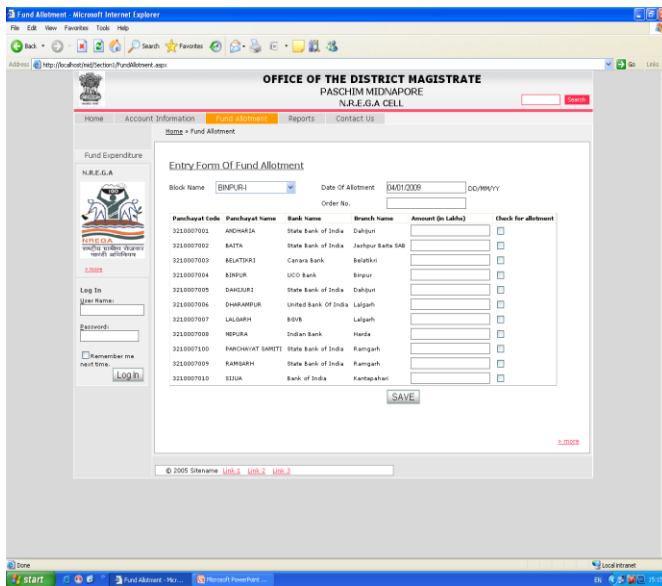 Fund Allotment - Microsoft Internet Explorer
File Edit View Favorites Tools Help
Back Search Favorites
Address http://localhost/mid/Section1/FundAllotment.aspx Go Links
OFFICE OF THE DISTRICT MAGISTRATE
PASCHIM MIDNAPORE
N.R.E.G.A CELL
Search
Home Account Information Fund Allotment Reports Contact Us
Home > Fund Allotment
Fund Expenditure
N.R.E.G.A
NREGA
> more
Log In
User Name:
Password:
Remember me
next time.
Log In
Entry Form Of Fund Allotment
Block Name BINPUR-I Date Of Allotment 04/01/2009 DD/MM/YY
Order No.
Panchayat Code Panchayat Name Bank Name Branch Name Amount (in Lakhs) Check for allotment
3210007001 ANDHARIA State Bank of India Dahijuri
3210007002 BAITA State Bank of India Jashpur Baita SAB
3210007003 BELATIKRI Canara Bank Belatikri
3210007004 BINPUR UCO Bank Binpur
3210007005 DAHIJURI State Bank of India Dahijuri
3210007006 DHARAMPUR United Bank Of India Lalgarh
3210007007 LALGARH BGVB Lalgarh
3210007008 NEPURA Indian Bank Harda
3210007100 PANCHAYAT SAMITI State Bank of India Ramgarh
3210007009 RAMGARH State Bank of India Ramgarh
3210007010 SIJUA Bank of India Kantapahari
SAVE
> more
© 2005 Sitename Link 1 Link 2 Link 3
Done Local intranet
start Fund Allotment - Micr... Microsoft PowerPoint ... EN